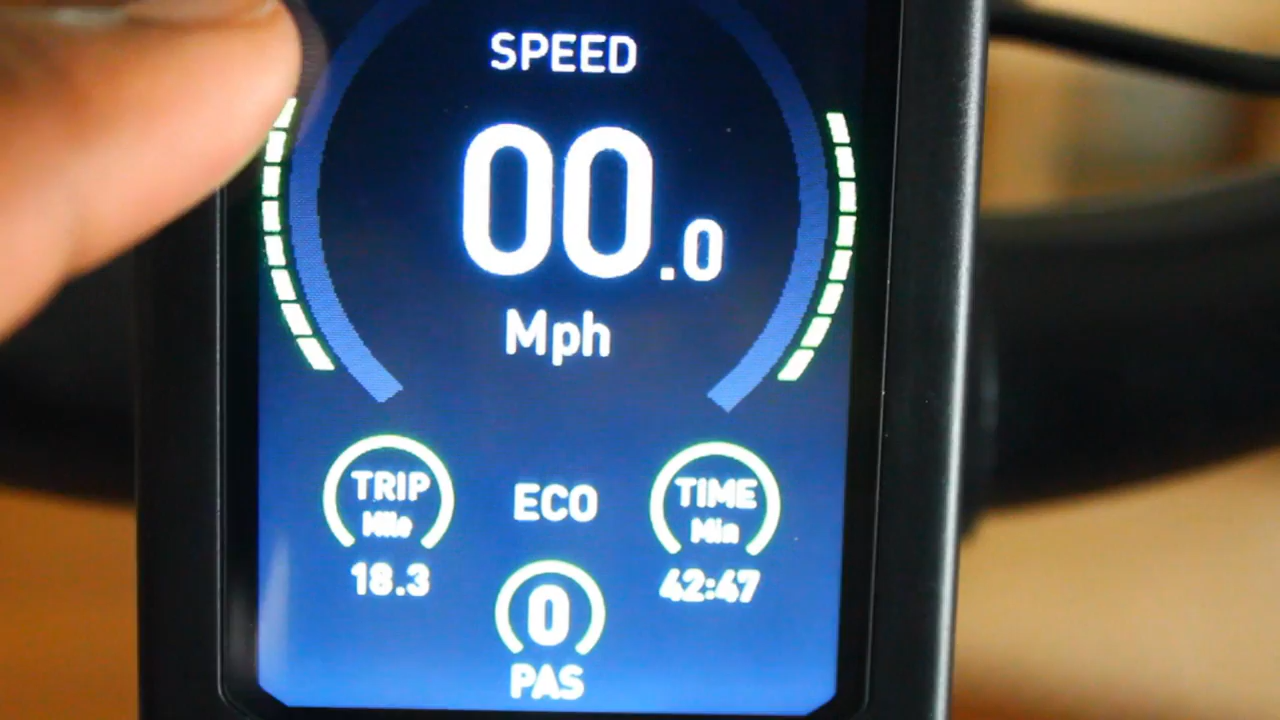 SPEED
00.0
Mph
TRIP
Mile
18.3
ECO
TIME
Min
42:47
0
PAS